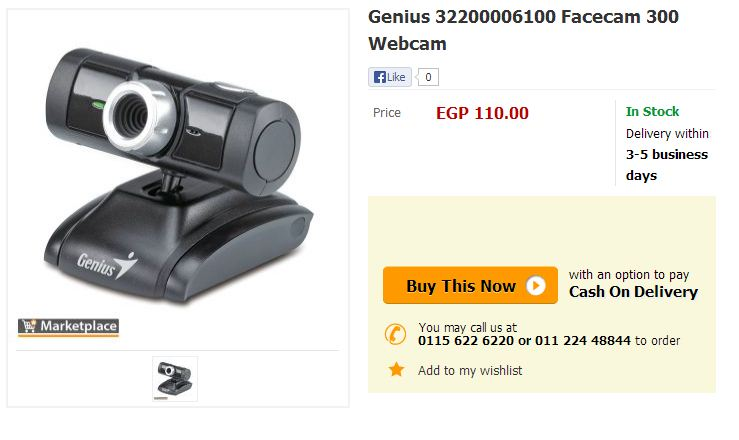 Genius 32200006100 Facecam 300
Webcam
Like 0
Price EGP 110.00
In Stock
Delivery within
3-5 business
days
Genius
Marketplace
Buy This Now
with an option to pay
Cash On Delivery
You may call us at
0115 622 6220 or 011 224 48844 to order
Add to my wishlist